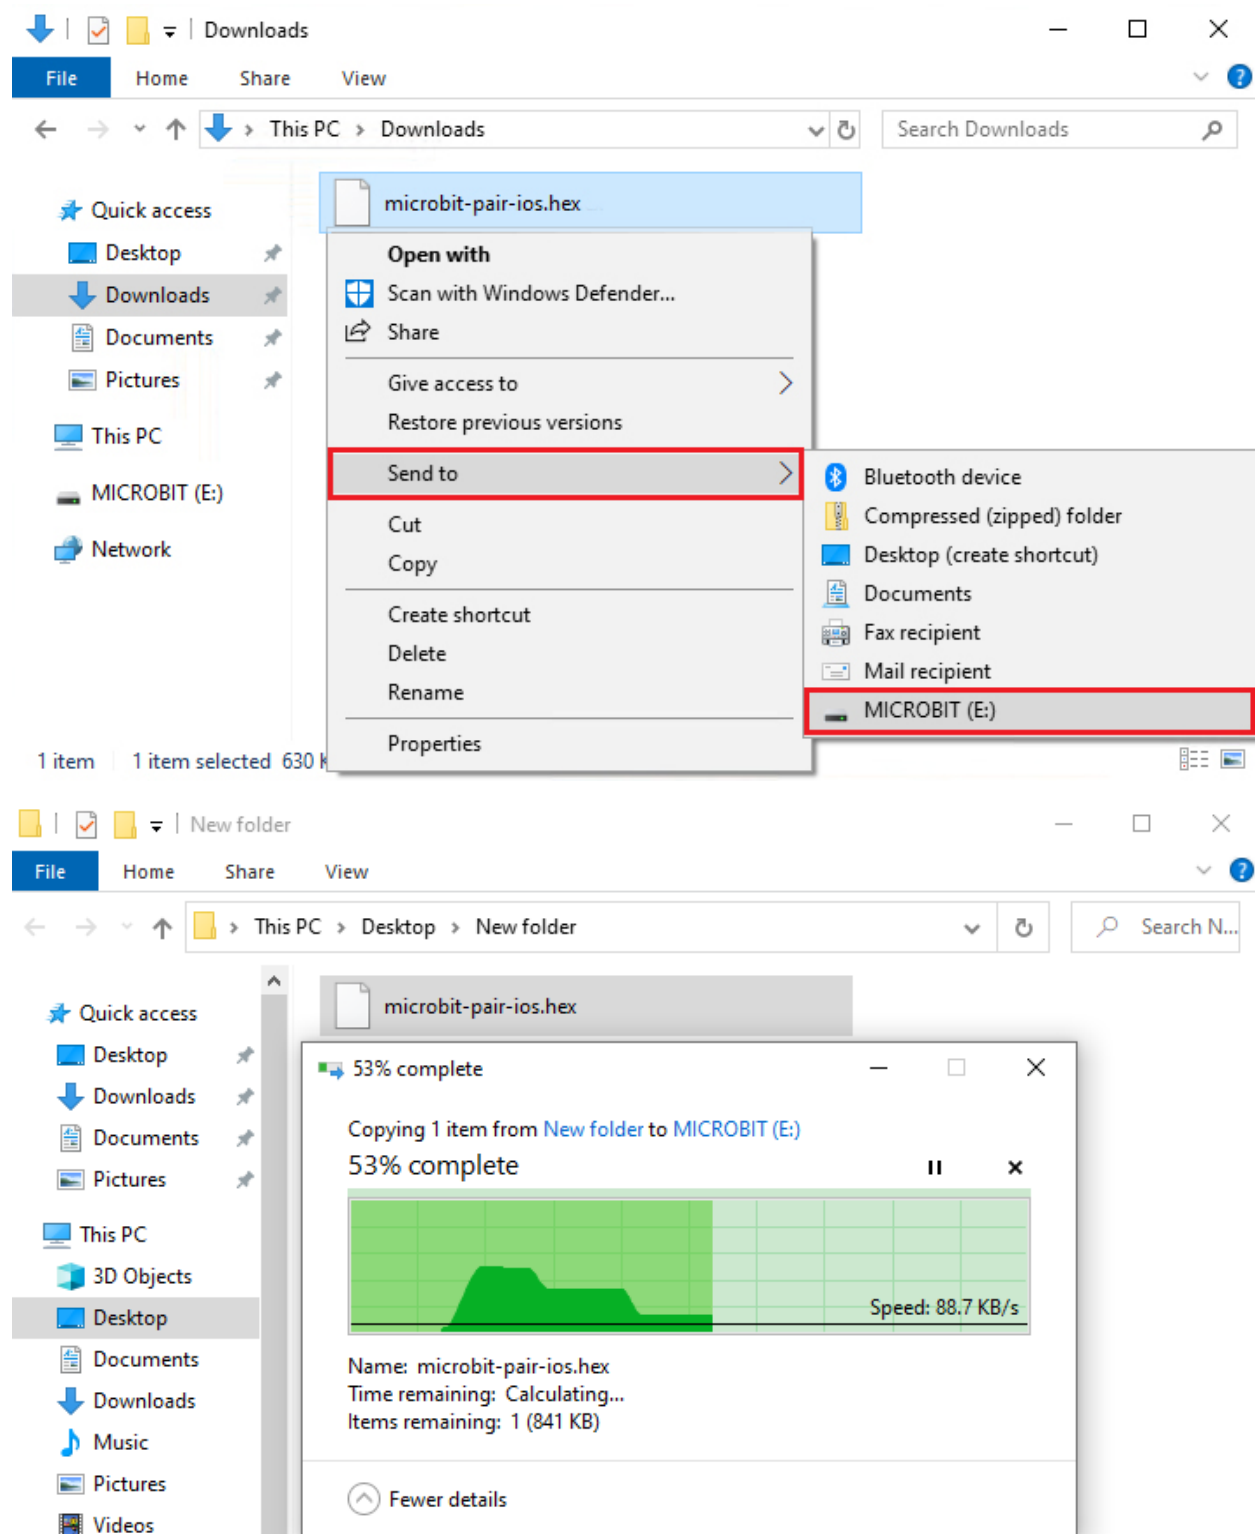 Downloads
File Home Share View
This PC > Downloads
Search Downloads
Quick access
Desktop
Downloads
Documents
Pictures
This PC
MICROBIT (E:)
Network
microbit-pair-ios.hex
Open with
Scan with Windows Defender...
Share
Give access to
Restore previous versions
Send to
Cut
Copy
Create shortcut
Delete
Rename
Properties
Bluetooth device
Compressed (zipped) folder
Desktop (create shortcut)
Documents
Fax recipient
Mail recipient
MICROBIT (E:)
1 item 1 item selected 630 K
New folder
File Home Share View
This PC > Desktop > New folder
Search N...
Quick access
Desktop
Downloads
Documents
Pictures
This PC
3D Objects
Desktop
Documents
Downloads
Music
Pictures
Videos
microbit-pair-ios.hex
53% complete
Copying 1 item from New folder to MICROBIT (E:)
53% complete
Speed: 88.7 KB/s
Name: microbit-pair-ios.hex
Time remaining: Calculating...
Items remaining: 1 (841 KB)
Fewer details